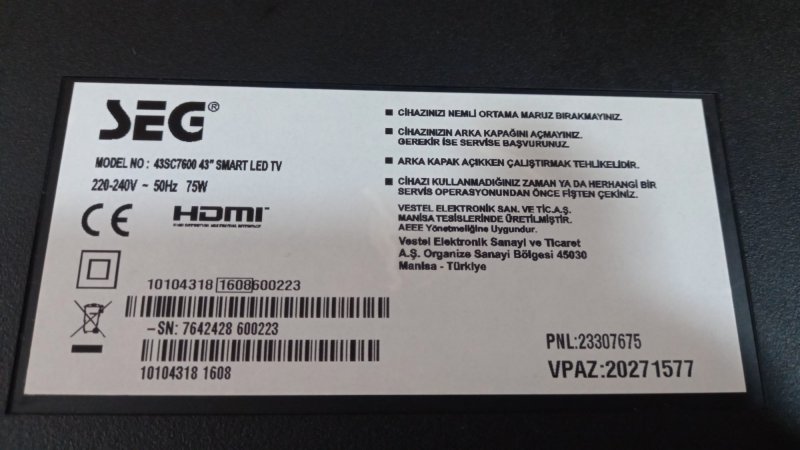 SEG®
MODEL NO : 43SC7600 43" SMART LED TV
220-240V ~ 50Hz 75W
CE HDMI™
10104318 1608600223
-SN: 7642428 600223
10104318 1608
■ CİHAZINIZI NEMLİ ORTAMA MARUZ BIRAKMAYINIZ.
■ CİHAZINIZIN ARKA KAPAĞINI AÇMAYINIZ.
GEREKİR İSE SERVİSE BAŞVURUNUZ.
■ ARKA KAPAK AÇIKKEN ÇALIŞTIRMAK TEHLİKELİDİR.
■ CİHAZI KULLANMADIĞINIZ ZAMAN YA DA HERHANGİ BİR
SERVİS OPERASYONUNDAN ÖNCE FİŞTEN ÇEKİNİZ.
VESTEL ELEKTRONİK SAN. VE TİC.A.Ş.
MANİSA TESİSLERİNDE ÜRETİLMİŞTİR.
AEEE Yönetmeliğine Uygundur.
Vestel Elektronik Sanayi ve Ticaret
A.Ş. Organize Sanayi Bölgesi 45030
Manisa - Türkiye
PNL:23307675
VPAZ:20271577